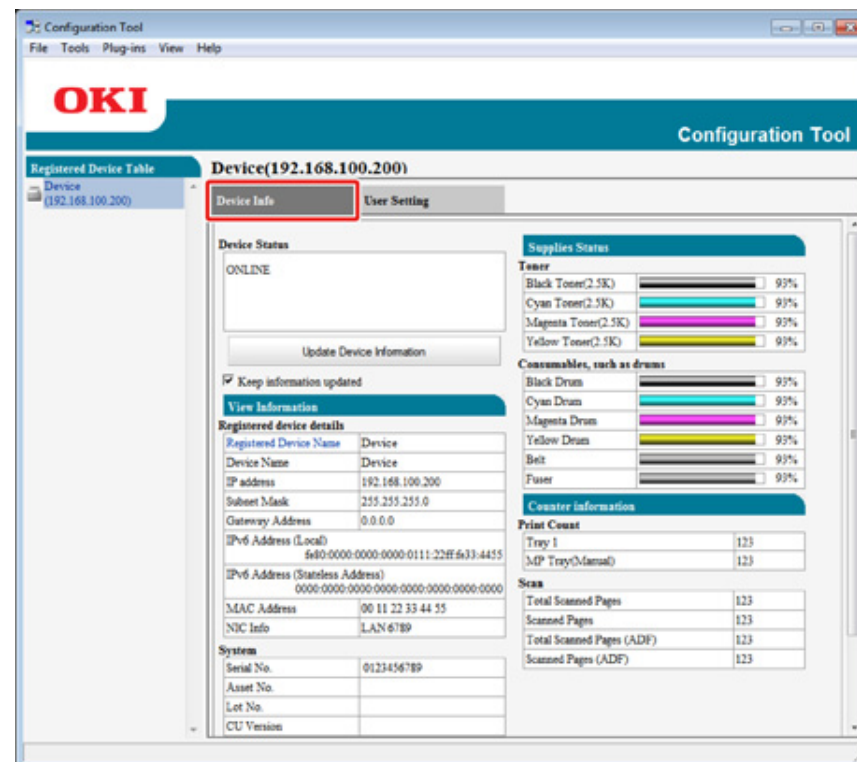 Configuration Tool
File Tools Plug-ins View Help
OKI
Configuration Tool
Registered Device Table
Device
(192.168.100.200)
Device(192.168.100.200)
Device Info
User Setting
Device Status
ONLINE
Update Device Information
Keep information updated
View Information
Registered device details
Registered Device Name Device
Device Name Device
IP address 192.168.100.200
Subnet Mask 255.255.255.0
Gateway Address 0.0.0.0
IPv6 Address (Local)
fe80:0000:0000:0000:0111:22ff:fe33:4455
IPv6 Address (Stateless Address)
0000:0000:0000:0000:0000:0000:0000:0000
MAC Address 00 11 22 33 44 55
NIC Info LAN 6789
System
Serial No. 0123456789
Asset No.
Lot No.
CU Version
Supplies Status
Toner
Black Toner(2.5K) 93%
Cyan Toner(2.5K) 93%
Magenta Toner(2.5K) 93%
Yellow Toner(2.5K) 93%
Consumables, such as drums
Black Drum 93%
Cyan Drum 93%
Magenta Drum 93%
Yellow Drum 93%
Belt 93%
Fuser 93%
Counter information
Print Count
Tray 1 123
MP Tray(Manual) 123
Scan
Total Scanned Pages 123
Scanned Pages 123
Total Scanned Pages (ADF) 123
Scanned Pages (ADF) 123